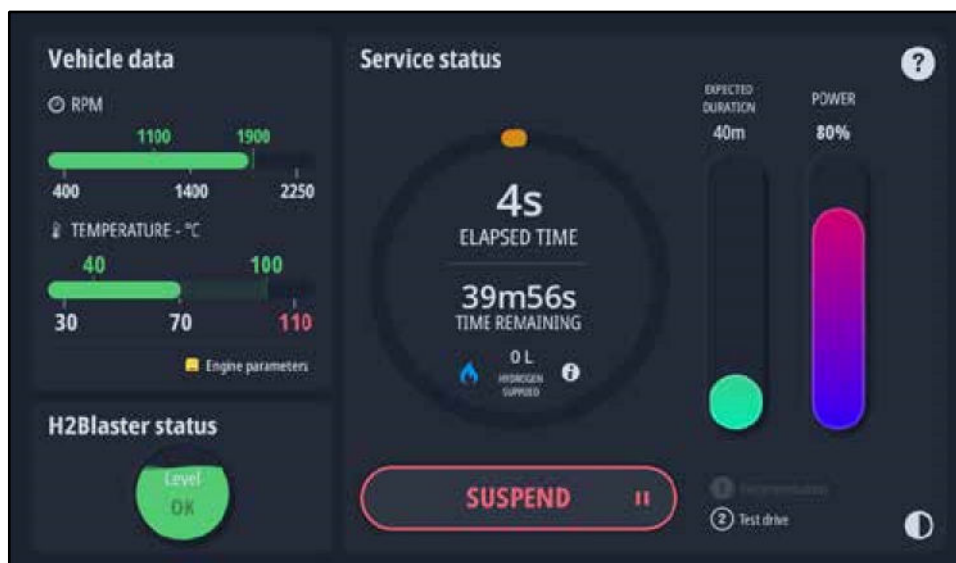 Vehicle data
RPM
1100 1900
400 1400 2250
TEMPERATURE - °C
40 100
30 70 110
Engine parameters
H2Blaster status
Level
OK
Service status
?
4s
ELAPSED TIME
39m56s
TIME REMAINING
0 L
HYDROGEN
SUPPLIED
i
SUSPEND
EXPECTED
DURATION
40m
POWER
80%
1
2 Test drive